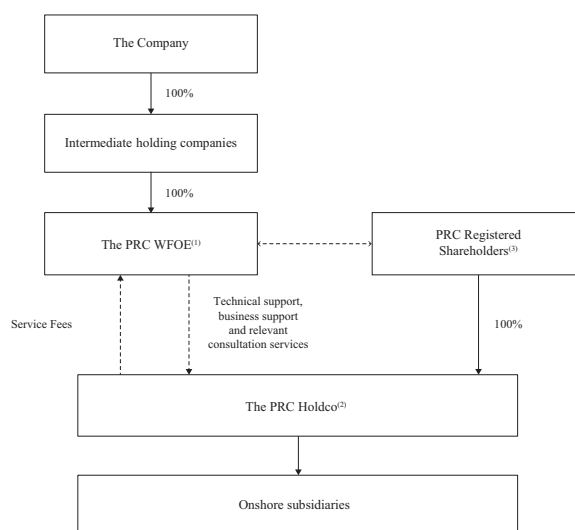 The Company
100%
Intermediate holding companies
100%
The PRC WFOE(1)
PRC Registered
Shareholders(3)
Service Fees
Technical support,
business support
and relevant
consultation services
100%
The PRC Holdco(2)
Onshore subsidiaries